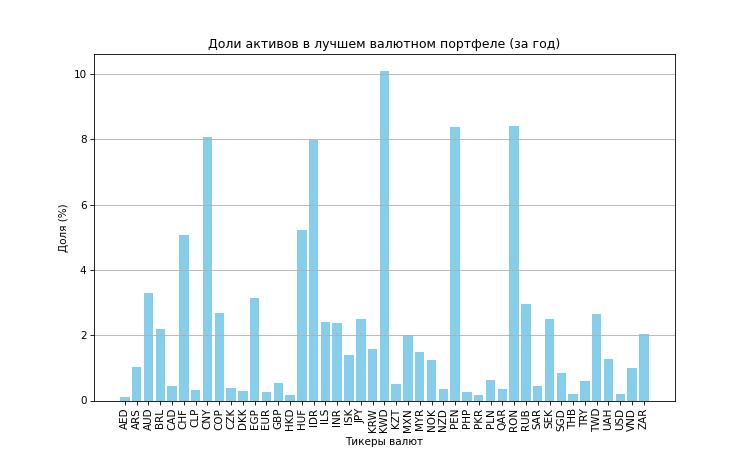 Доли активов в лучшем валютном портфеле (за год)
Доля (%)
10
8
6
4
2
0
AED ARS AUD BRL CAD CHF CLP CNY COP CZK DKK EGP EUR GBP HKD HUF IDR ILS INR ISK JPY KRW KWD KZT MXN MYR NOK NZD PEN PHP PKR PLN QAR RON RUB SAR SEK SGD THB TRY TWD UAH USD VND ZAR
Тикеры валют